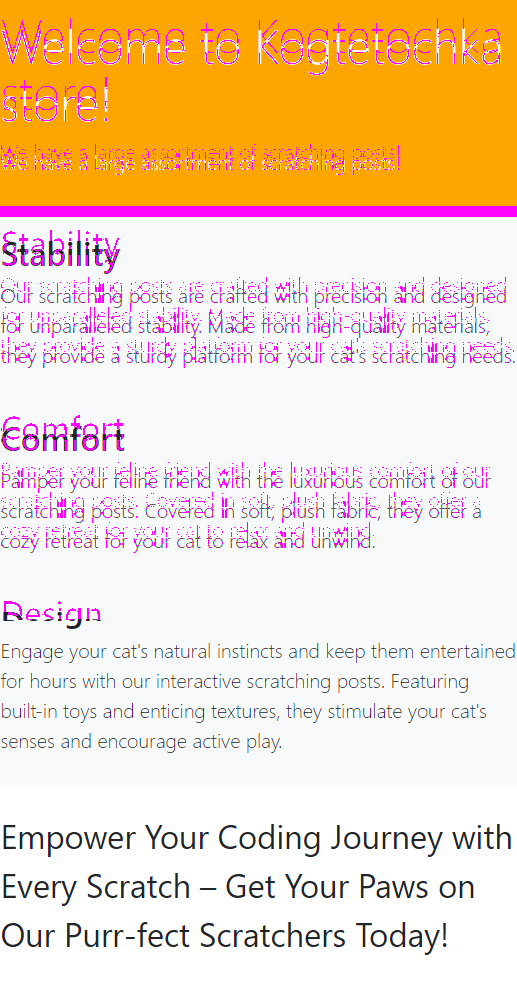 Welcome to Kogtetochka
store!
We have a large assortment of scratching posts!
Stability
Our scratching posts are crafted with precision and designed
for unparalleled stability. Made from high-quality materials,
they provide a sturdy platform for your cat's scratching needs.
Comfort
Pamper your feline friend with the luxurious comfort of our
scratching posts. Covered in soft, plush fabric, they offer a
cozy retreat for your cat to relax and unwind.
Design
Engage your cat's natural instincts and keep them entertained
for hours with our interactive scratching posts. Featuring
built-in toys and enticing textures, they stimulate your cat's
senses and encourage active play.
Empower Your Coding Journey with
Every Scratch – Get Your Paws on
Our Purr-fect Scratchers Today!